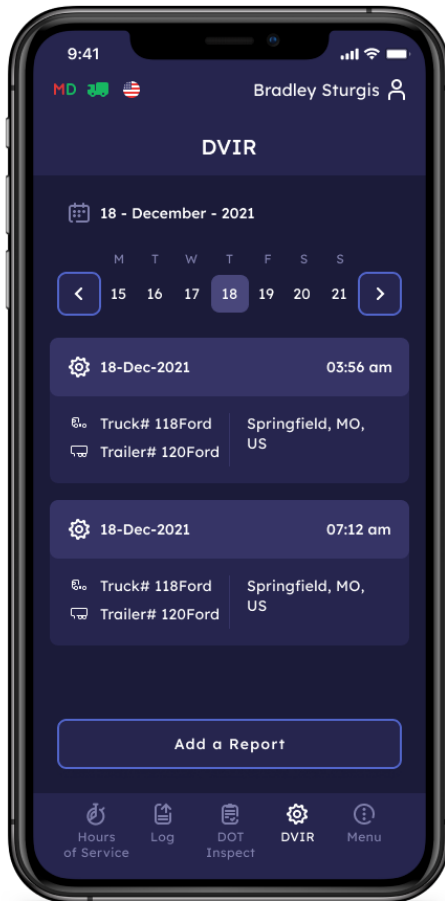 9:41
MD
Bradley Sturgis
DVIR
18 - December - 2021
M T W T F S S
15 16 17 18 19 20 21
18-Dec-2021 03:56 am
Truck# 118Ford
Trailer# 120Ford
Springfield, MO,
US
18-Dec-2021 07:12 am
Truck# 118Ford
Trailer# 120Ford
Springfield, MO,
US
Add a Report
Hours
of Service
Log
DOT
Inspect
DVIR
Menu